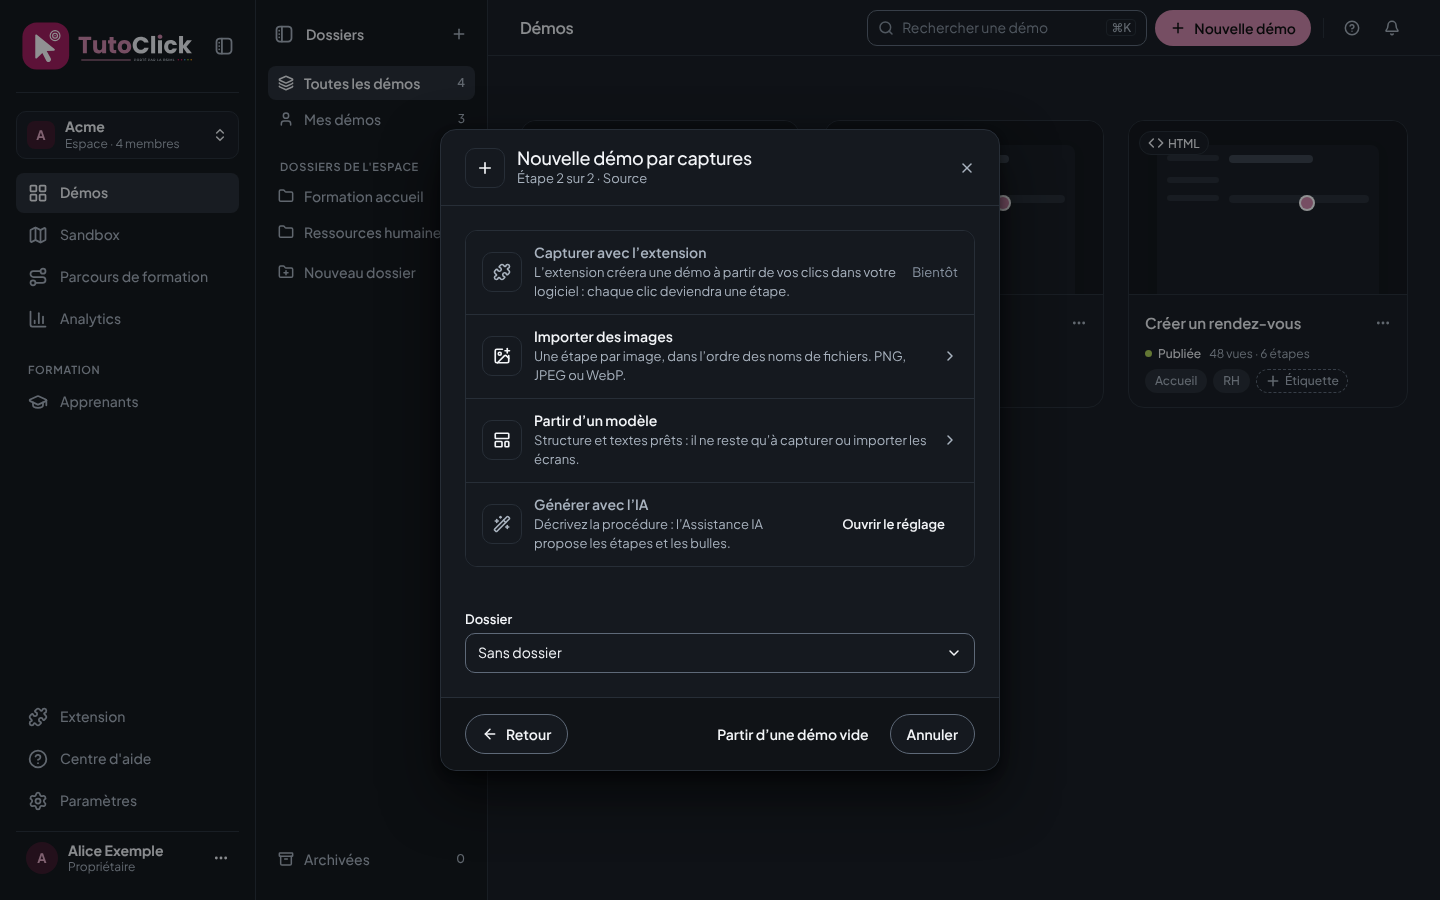 TutoClick
Acme
Espace · 4 membres
Démos
Sandbox
Parcours de formation
Analytics
FORMATION
Apprenants
Extension
Centre d'aide
Paramètres
A
Alice Exemple
Propriétaire
A
Dossiers
Toutes les démos 4
Mes démos 3
DOSSIERS DE L'ESPACE
Formation accueil
Ressources humaine
Nouveau dossier
Archivées 0
Démos
Rechercher une démo ⌘K
Nouvelle démo
Nouvelle démo par captures
Étape 2 sur 2 · Source
Capturer avec l’extension
L’extension créera une démo à partir de vos clics dans votre
logiciel : chaque clic deviendra une étape.
Bientôt
Importer des images
Une étape par image, dans l’ordre des noms de fichiers. PNG,
JPEG ou WebP.
Partir d’un modèle
Structure et textes prêts : il ne reste qu’à capturer ou importer les
écrans.
Générer avec l’IA
Décrivez la procédure : l’Assistance IA
propose les étapes et les bulles.
Ouvrir le réglage
Dossier
Sans dossier
Retour
Partir d’une démo vide
Annuler
HTML
Créer un rendez-vous
Publiée 48 vues · 6 étapes
Accueil RH Étiquette